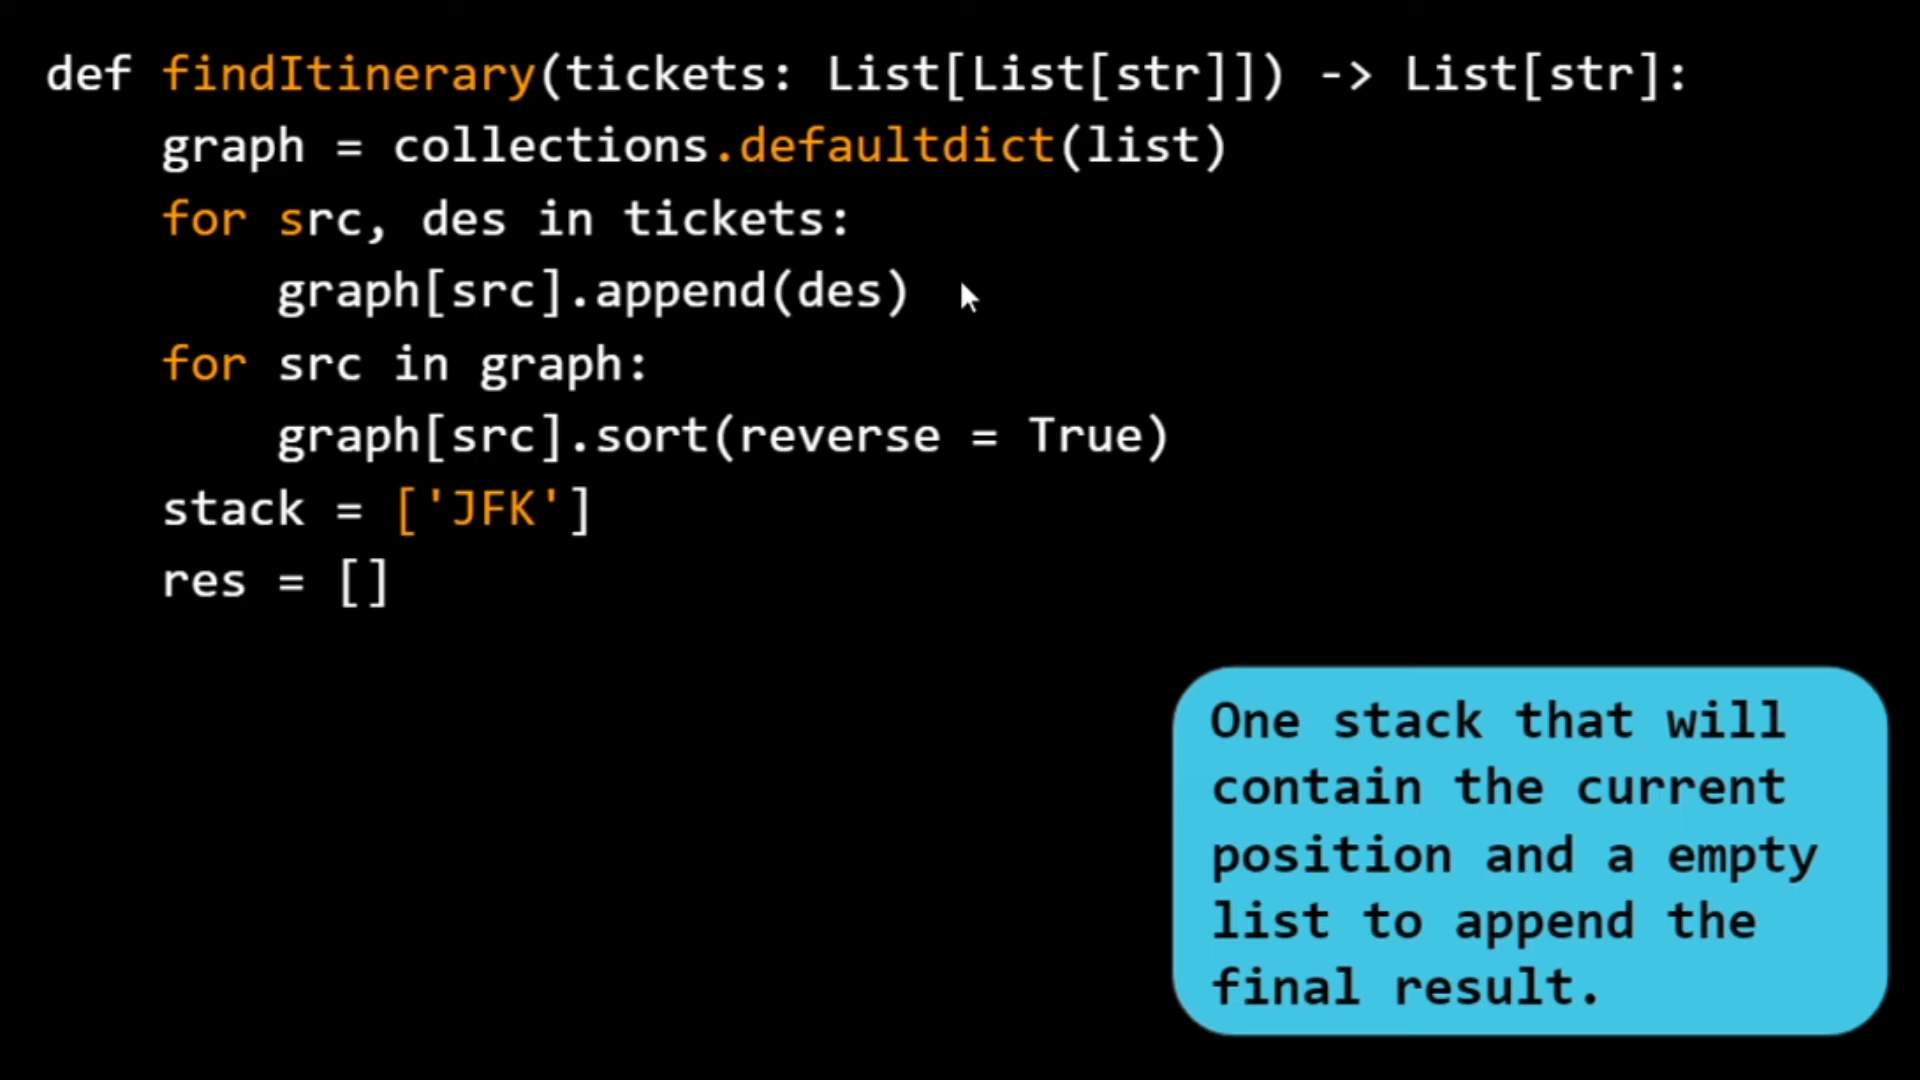 def findItinerary(tickets: List[List[str]]) -> List[str]:
    graph = collections.defaultdict(list)
    for src, des in tickets:
        graph[src].append(des)
    for src in graph:
        graph[src].sort(reverse = True)
    stack = ['JFK']
    res = []
One stack that will
contain the current
position and a empty
list to append the
final result.